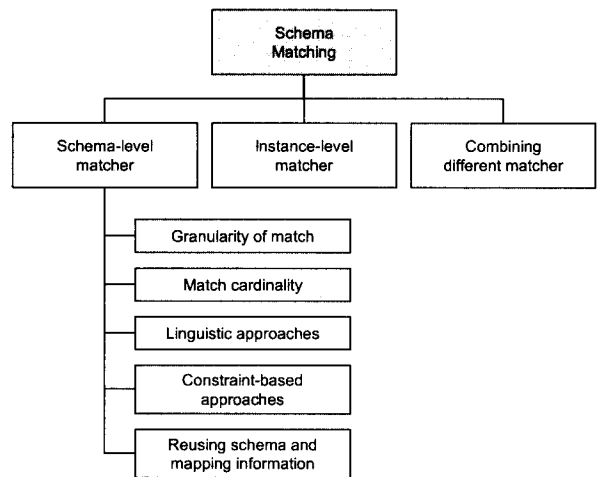 Schema
Matching
Schema-level
matcher
Instance-level
matcher
Combining
different matcher
Granularity of match
Match cardinality
Linguistic approaches
Constraint-based
approaches
Reusing schema and
mapping information